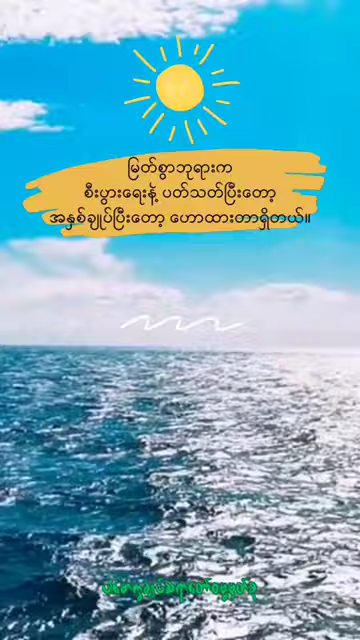 မြတ်စွာဘုရားက
စီးပွားရေးနဲ့ ပတ်သတ်ပြီးတော့
အနှစ်ချုပ်ပြီးတော့ ဟောထားတာရှိတယ်။